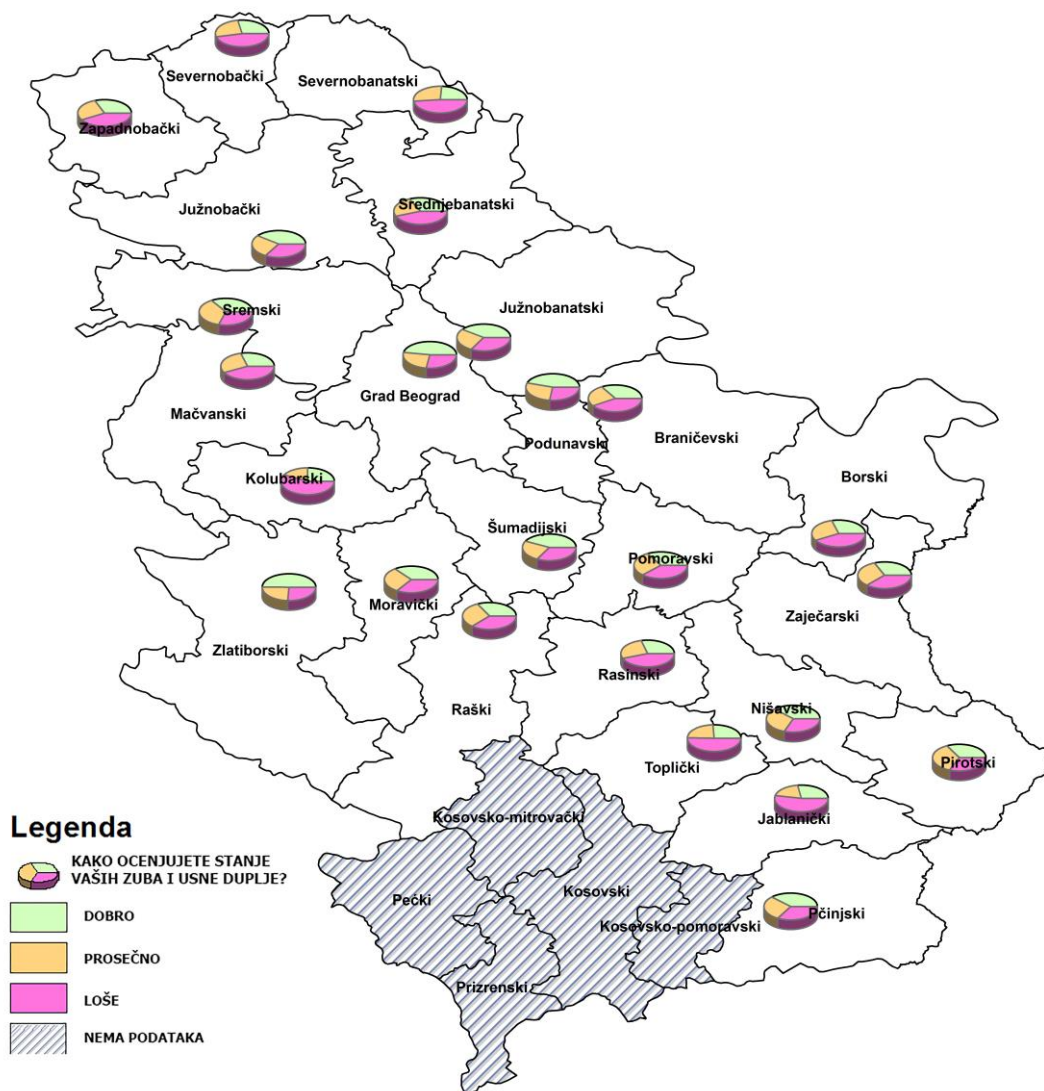 Severnobački
Severnobanatski
Zapadnobački
Srednjebanatski
Južnobački
Sremski
Južnobanatski
Grad Beograd
Mačvanski
Podunavski
Braničevski
Kolubarski
Borski
Šumadijski
Pomoravski
Moravički
Zaječarski
Zlatiborski
Rasinski
Raški
Nišavski
Toplički
Pirotski
Kosovsko-mitrovački
Jablanički
Pećki
Kosovski
Pčinjski
Kosovsko-pomoravski
Prizrenski
Legenda
KAKO OCENJUJETE STANJE
VAŠIH ZUBA I USNE DUPLJE?
DOBRO
PROSEČNO
LOŠE
NEMA PODATAKA